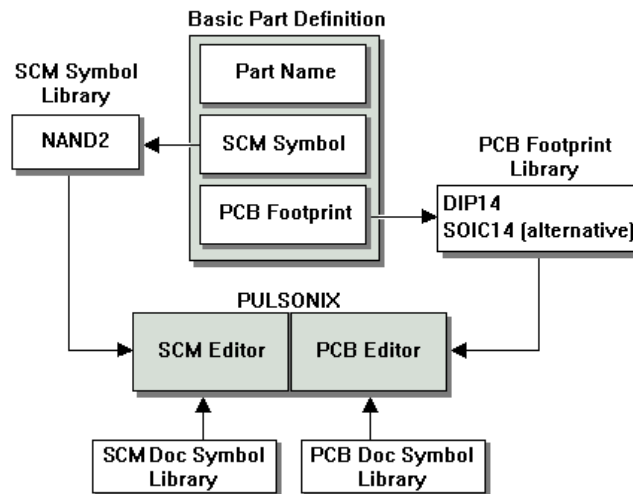 Basic Part Definition
Part Name
SCM Symbol
PCB Footprint
SCM Symbol
Library
NAND2
PCB Footprint
Library
DIP14
SOIC14 (alternative)
PULSONIX
SCM Editor
PCB Editor
SCM Doc Symbol
Library
PCB Doc Symbol
Library